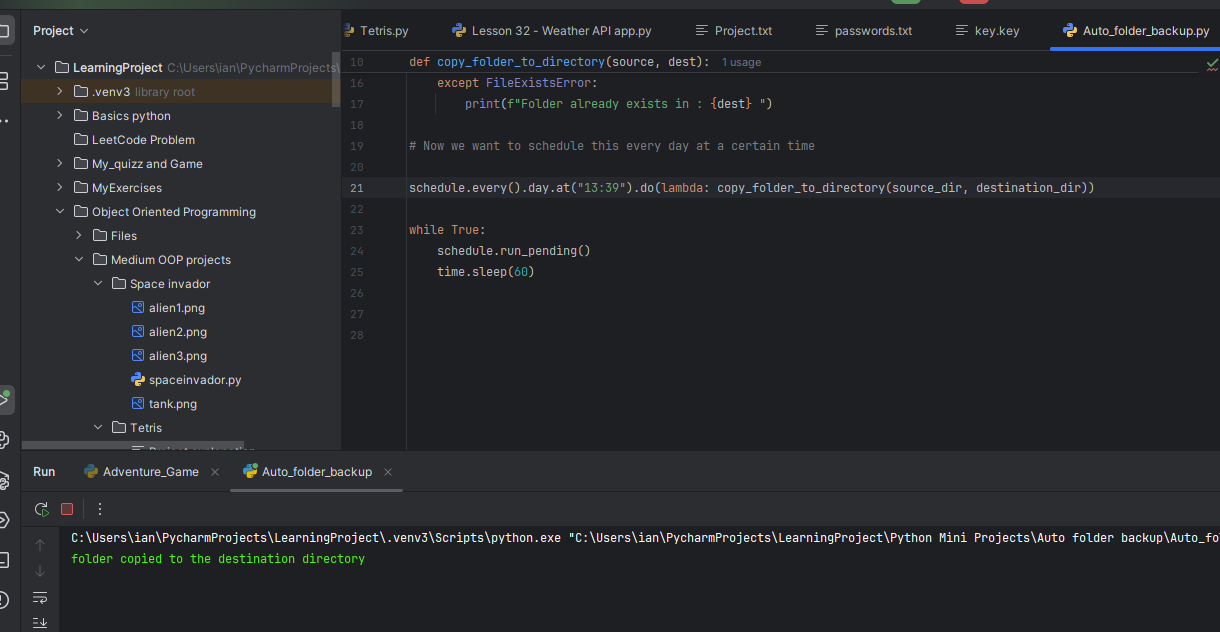 Project
Tetris.py
Lesson 32 - Weather API app.py
Project.txt
passwords.txt
key.key
Auto_folder_backup.py
LearningProject C:\Users\ian\PycharmProjects\
.venv3 library root
Basics python
LeetCode Problem
My_quizz and Game
MyExercises
Object Oriented Programming
Files
Medium OOP projects
Space invador
alien1.png
alien2.png
alien3.png
spaceinvador.py
tank.png
Tetris
10 def copy_folder_to_directory(source, dest): 1 usage
16 except FileExistsError:
17 print(f"Folder already exists in : {dest} ")
18
19 # Now we want to schedule this every day at a certain time
20
21 schedule.every().day.at("13:39").do(lambda: copy_folder_to_directory(source_dir, destination_dir))
22
23 while True:
24 schedule.run_pending()
25 time.sleep(60)
26
27
28
Run
Adventure_Game
Auto_folder_backup
C:\Users\ian\PycharmProjects\LearningProject\.venv3\Scripts\python.exe "C:\Users\ian\PycharmProjects\LearningProject\Python Mini Projects\Auto folder backup\Auto_fo
folder copied to the destination directory